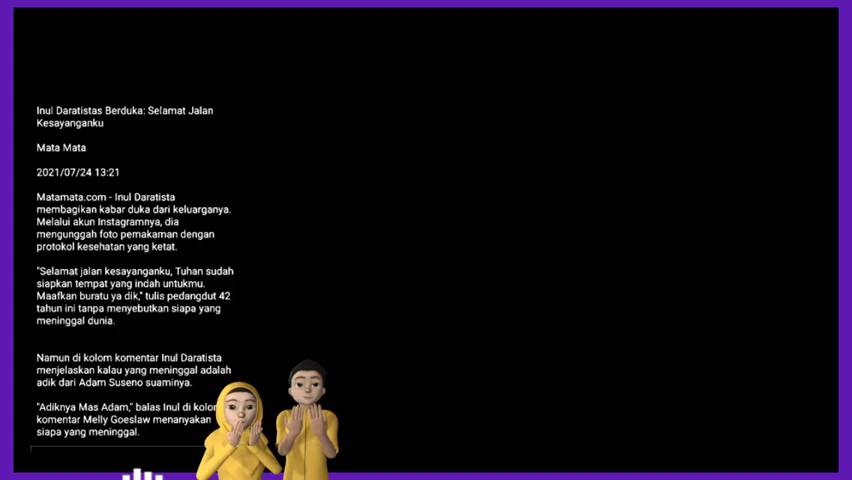 Inul Daratistas Berduka: Selamat Jalan
Kesayanganku
Mata Mata
2021/07/24 13:21
Matamata.com - Inul Daratista
membagikan kabar duka dari keluarganya.
Melalui akun Instagramnya, dia
mengunggah foto pemakaman dengan
protokol kesehatan yang ketat.
"Selamat jalan kesayanganku, Tuhan sudah
siapkan tempat yang indah untukmu.
Maafkan buratu ya dik," tulis pedangdut 42
tahun ini tanpa menyebutkan siapa yang
meninggal dunia.
Namun di kolom komentar Inul Daratista
menjelaskan kalau yang meninggal adalah
adik dari Adam Suseno suaminya.
"Adiknya Mas Adam," balas Inul di kolom
komentar Melly Goeslaw menanyakan
siapa yang meninggal.